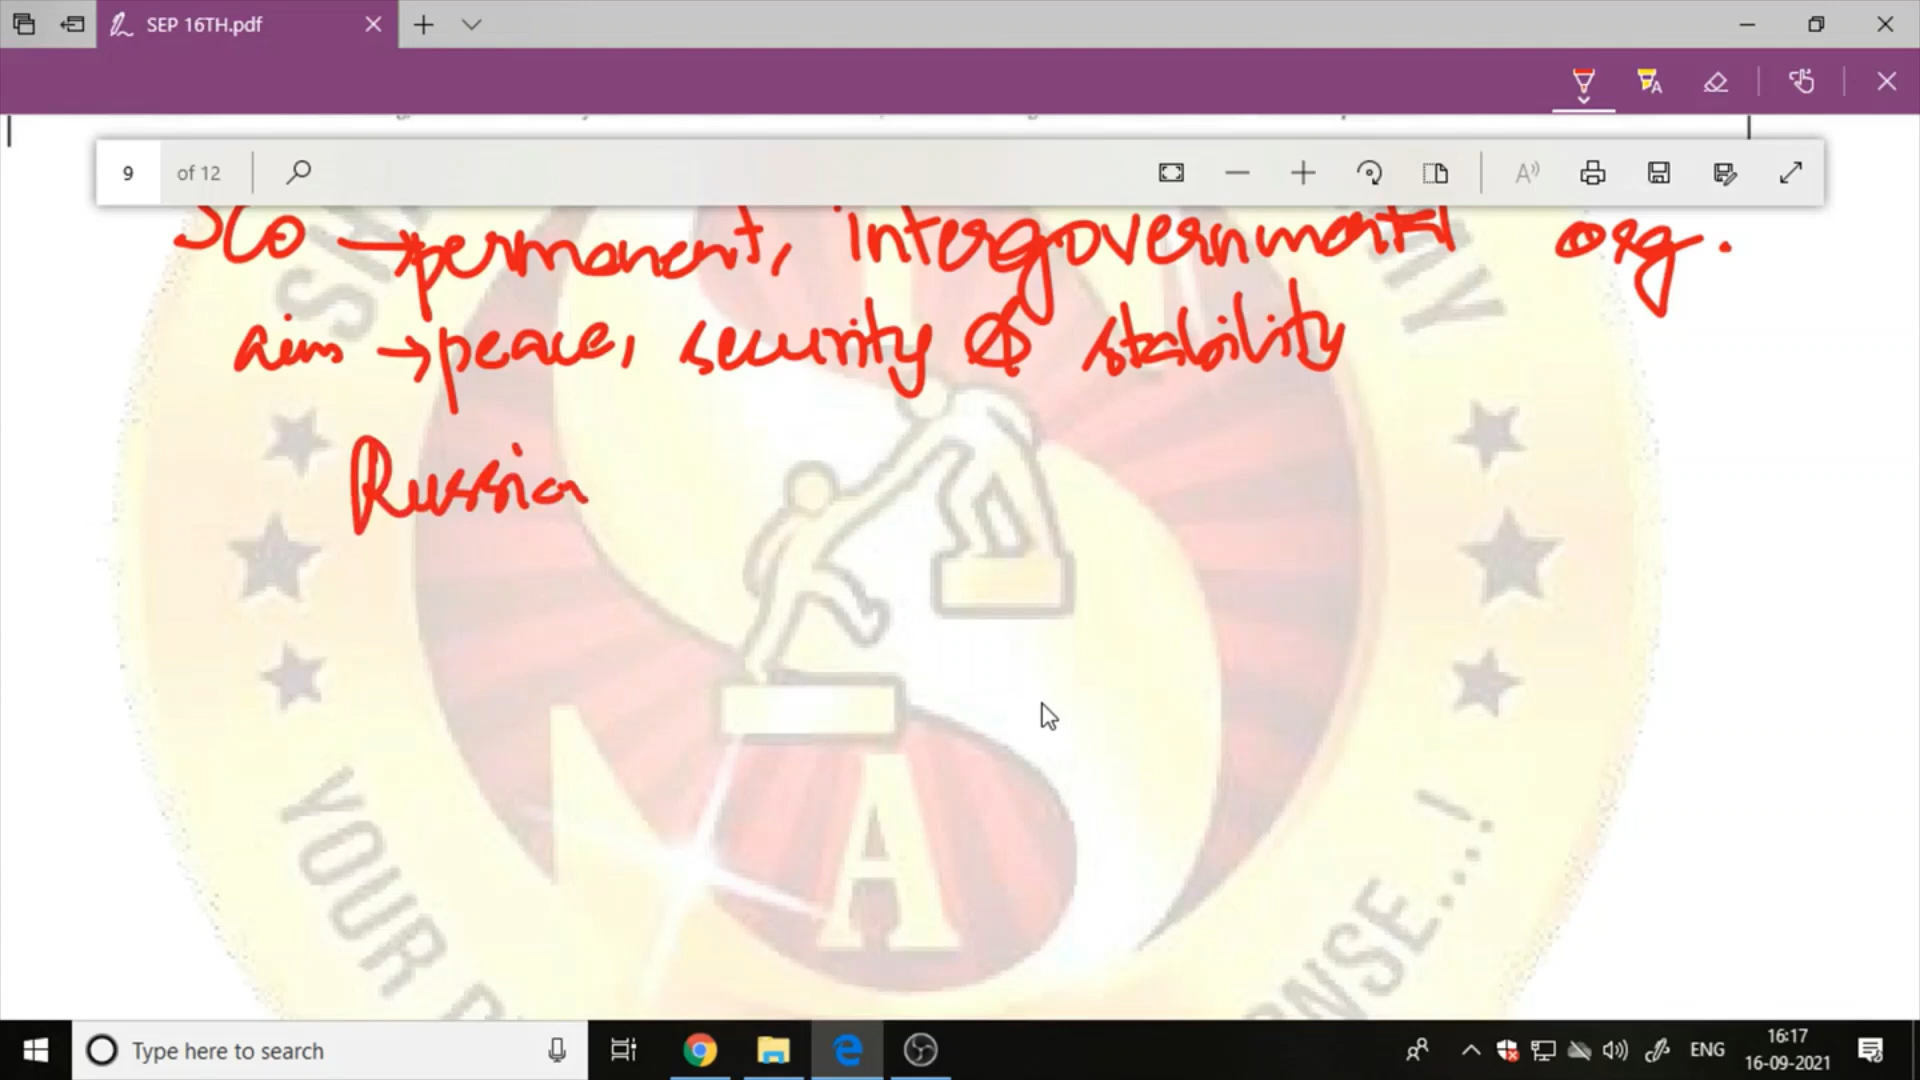 SEP 16TH.pdf
9 of 12
SCO → permanent, intergovernmental org.
aim → peace, security & stability
Russia
YOUR
A
Type here to search
ENG
16:17
16-09-2021